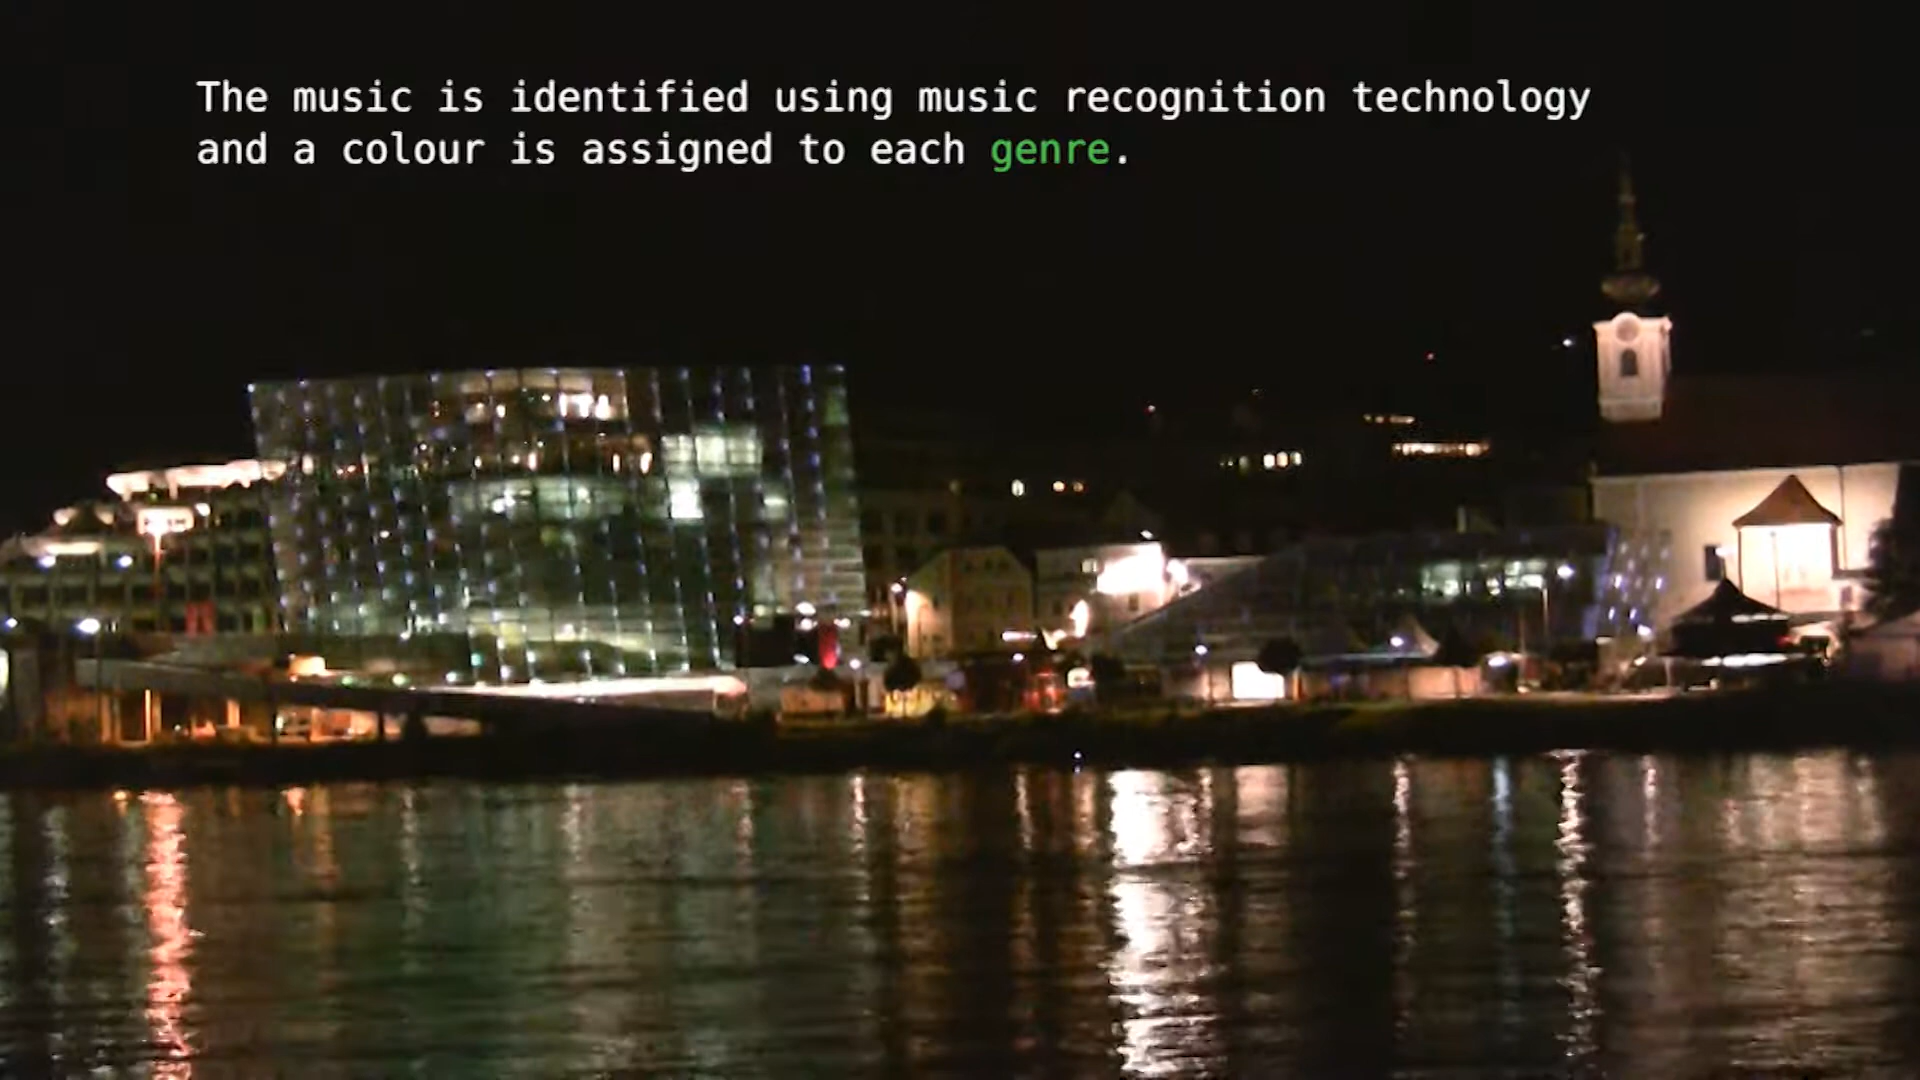 The music is identified using music recognition technology
and a colour is assigned to each genre.